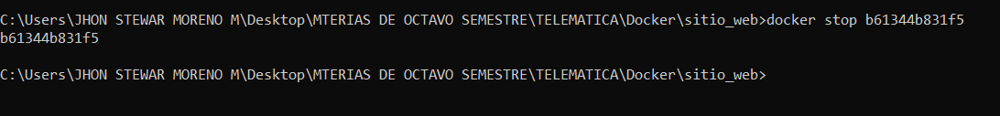 C:\Users\JHON STEWAR MORENO M\Desktop\MTERIAS DE OCTAVO SEMESTRE\TELEMATICA\Docker\sitio_web>docker stop b61344b831f5
b61344b831f5
C:\Users\JHON STEWAR MORENO M\Desktop\MTERIAS DE OCTAVO SEMESTRE\TELEMATICA\Docker\sitio_web>